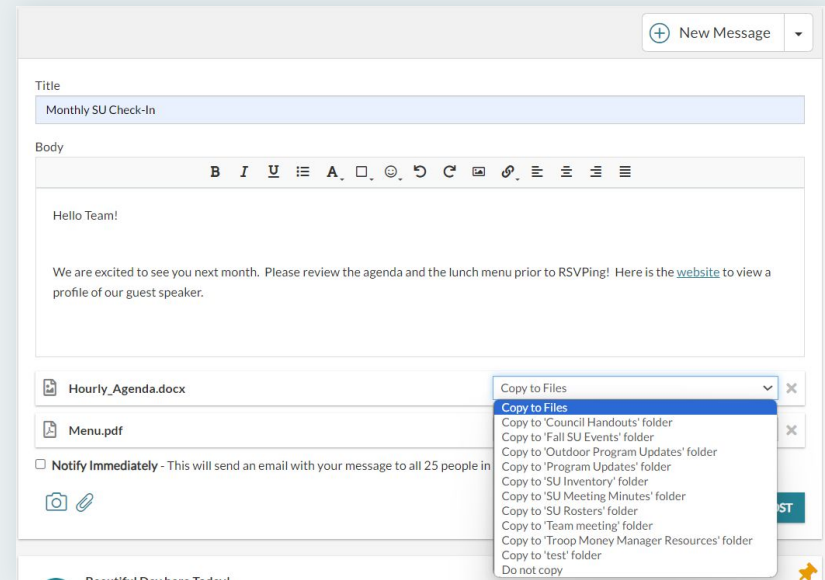 New Message
Title
Monthly SU Check-In
Body
B I U A
Hello Team!
We are excited to see you next month. Please review the agenda and the lunch menu prior to RSVPing! Here is the website to view a
profile of our guest speaker.
Hourly_Agenda.docx
Copy to Files
Copy to Files
Copy to 'Council Handouts' folder
Menu.pdf
Copy to 'Fall SU Events' folder
Copy to 'Outdoor Program Updates' folder
Copy to 'Program Updates' folder
Notify Immediately - This will send an email with your message to all 25 people in
Copy to 'SU Inventory' folder
Copy to 'SU Meeting Minutes' folder
Copy to 'SU Rosters' folder
Copy to 'Team meeting' folder
Copy to 'Troop Money Manager Resources' folder
Copy to 'test' folder
Do not copy